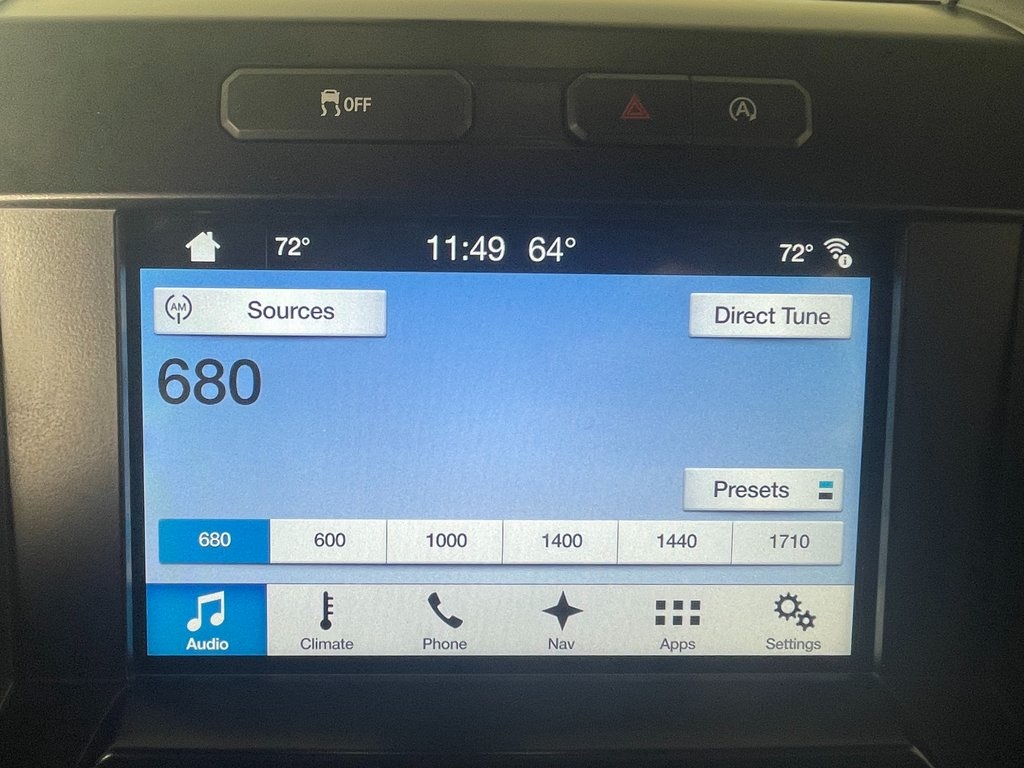 OFF
A
72° 11:49 64° 72°
i
AM Sources
Direct Tune
680
Presets
680 600 1000 1400 1440 1710
Audio Climate Phone Nav Apps Settings